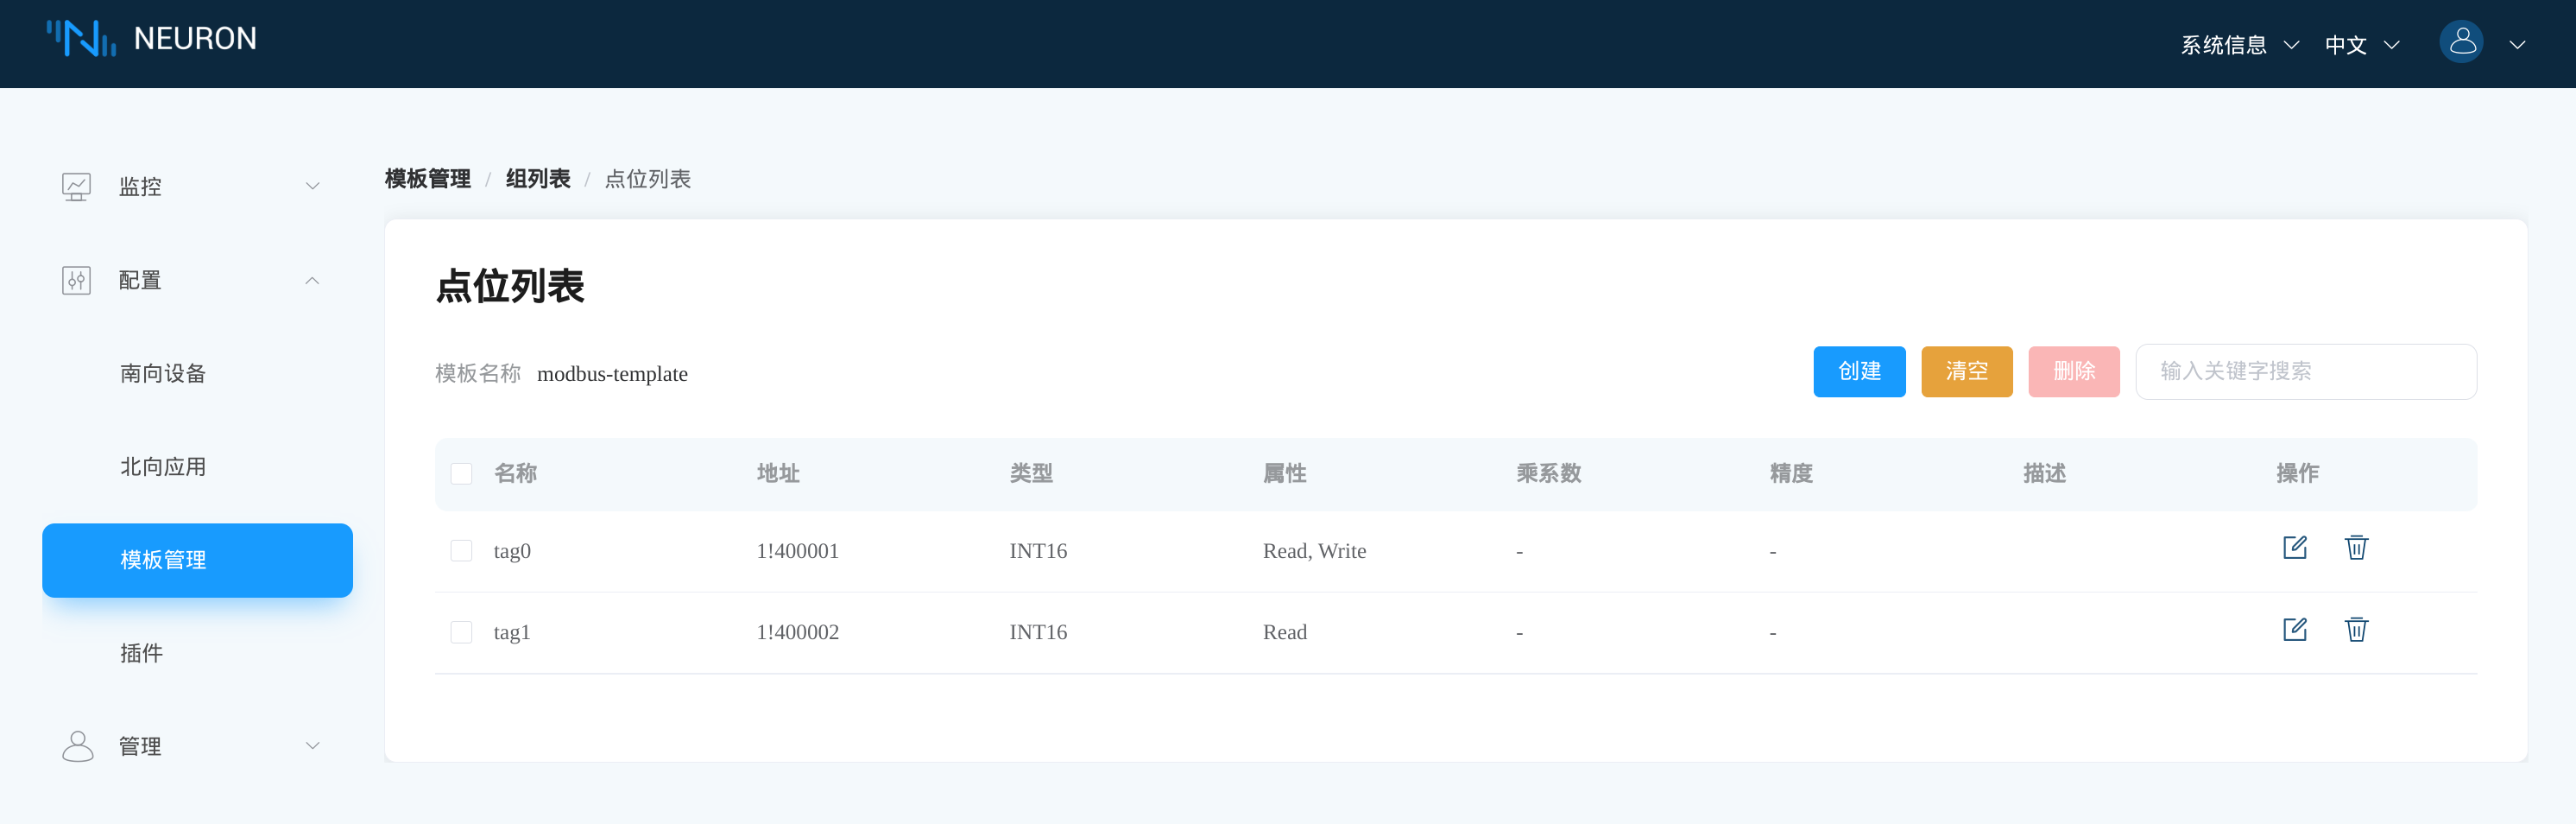 NEURON
系统信息 中文
监控
配置
南向设备
北向应用
模板管理
插件
管理
模板管理 / 组列表 / 点位列表
点位列表
模板名称 modbus-template
创建 清空 删除 输入关键字搜索
名称 地址 类型 属性 乘系数 精度 描述 操作
tag0 1!400001 INT16 Read, Write - -
tag1 1!400002 INT16 Read - -